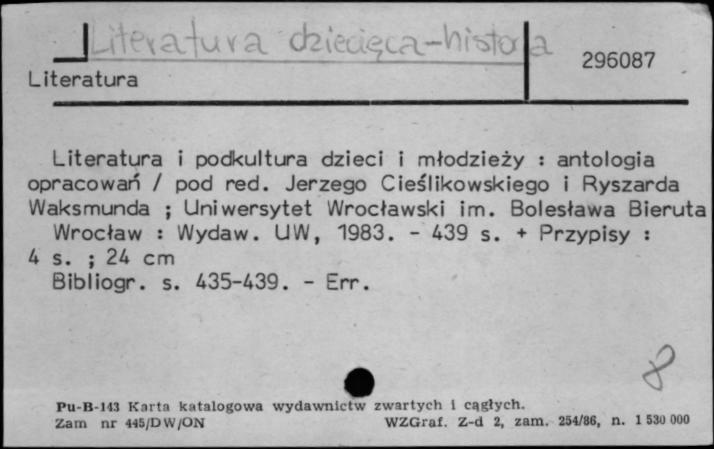 Literatura dziecięca-historia
296087
Literatura
Literatura i podkultura dzieci i młodzieży : antologia
opracowań / pod red. Jerzego Cieślikowskiego i Ryszarda
Waksmunda ; Uniwersytet Wrocławski im. Bolesława Bieruta
Wrocław : Wydaw. UW, 1983. - 439 s. + Przypisy :
4 s. ; 24 cm
Bibliogr. s. 435-439. - Err.
8
Pu-B-143 Karta katalogowa wydawnictw zwartych i ciągłych.
Zam nr 445/DW/ON WZGraf. Z-d 2, zam. 254/86, n. 1 530 000